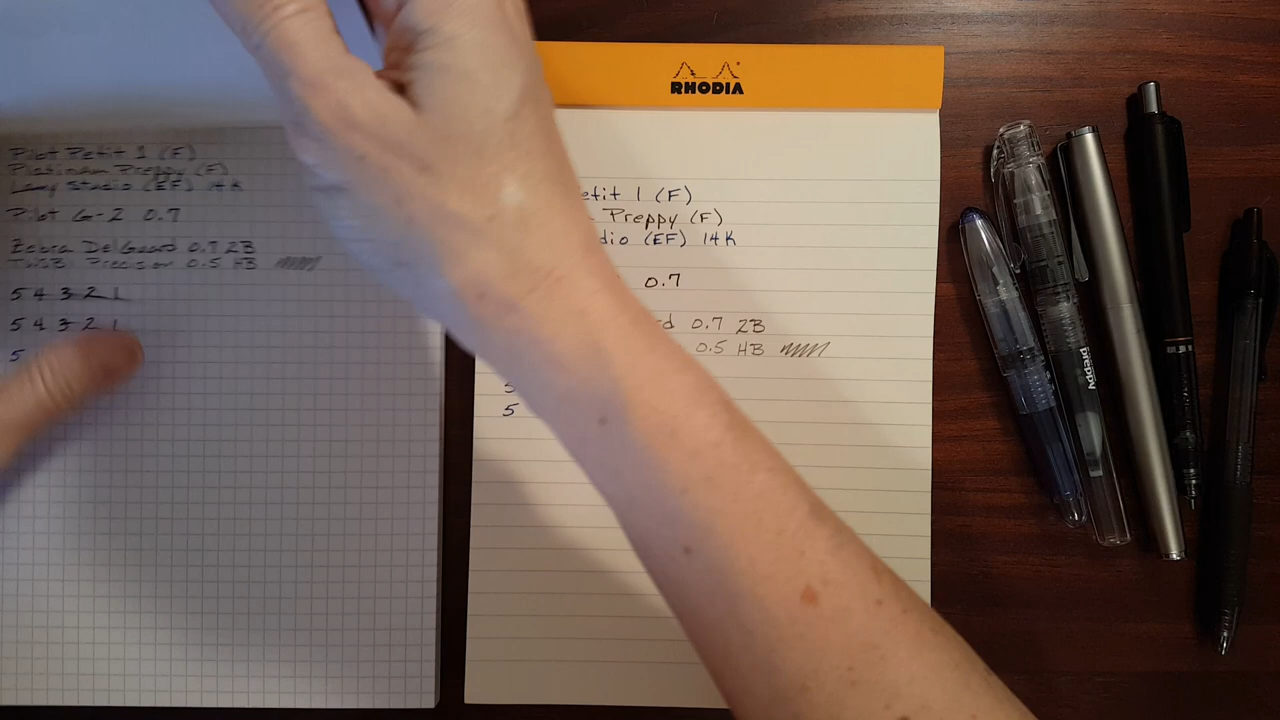 Pilot Petit 1 (F)
Platinum Preppy (F)
Lamy Studio (EF) 14K
Pilot G-2 0.7
Zebra DelGuard 0.7 2B
TWSBI Precision 0.5 HB
5 4 3 2 1
5 4 3 2 1
5
RHODIA
etit 1 (F)
Preppy (F)
dio (EF) 14K
0.7
rd 0.7 2B
0.5 HB
5
5
preppy